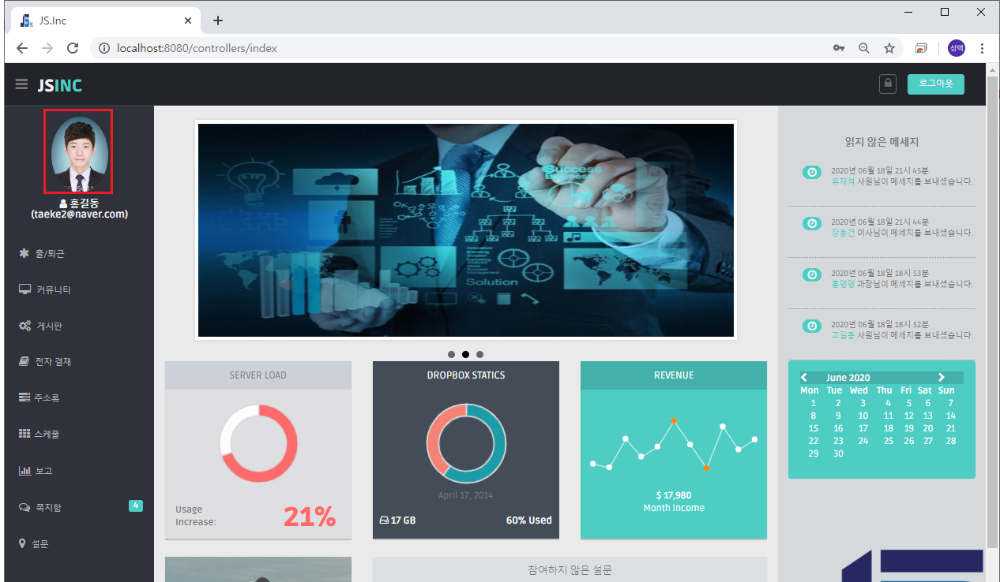 JS.Inc
localhost:8080/controllers/index
선택
JSINC
로그아웃
홍길동
(taeke2@naver.com)
출/퇴근
커뮤니티
게시판
전자 결재
주소록
스케쥴
보고
쪽지함
4
설문
Success
Business
Solution
SERVER LOAD
Usage
Increase:
21%
DROPBOX STATICS
April 17, 2014
17 GB
60% Used
REVENUE
$ 17,980
Month Income
참여하지 않은 설문
읽지 않은 메세지
2020년 06월 18일 21시 45분
유재석 사원님이 메세지를 보내셨습니다.
2020년 06월 18일 21시 44분
장동건 이사님이 메세지를 보내셨습니다.
2020년 06월 18일 18시 53분
과장님이 메세지를 보내셨습니다.
2020년 06월 18일 18시 52분
고길동 사원님이 메세지를 보내셨습니다.
June 2020
Mon Tue Wed Thu Fri Sat Sun
1 2 3 4 5 6 7
8 9 10 11 12 13 14
15 16 17 18 19 20 21
22 23 24 25 26 27 28
29 30